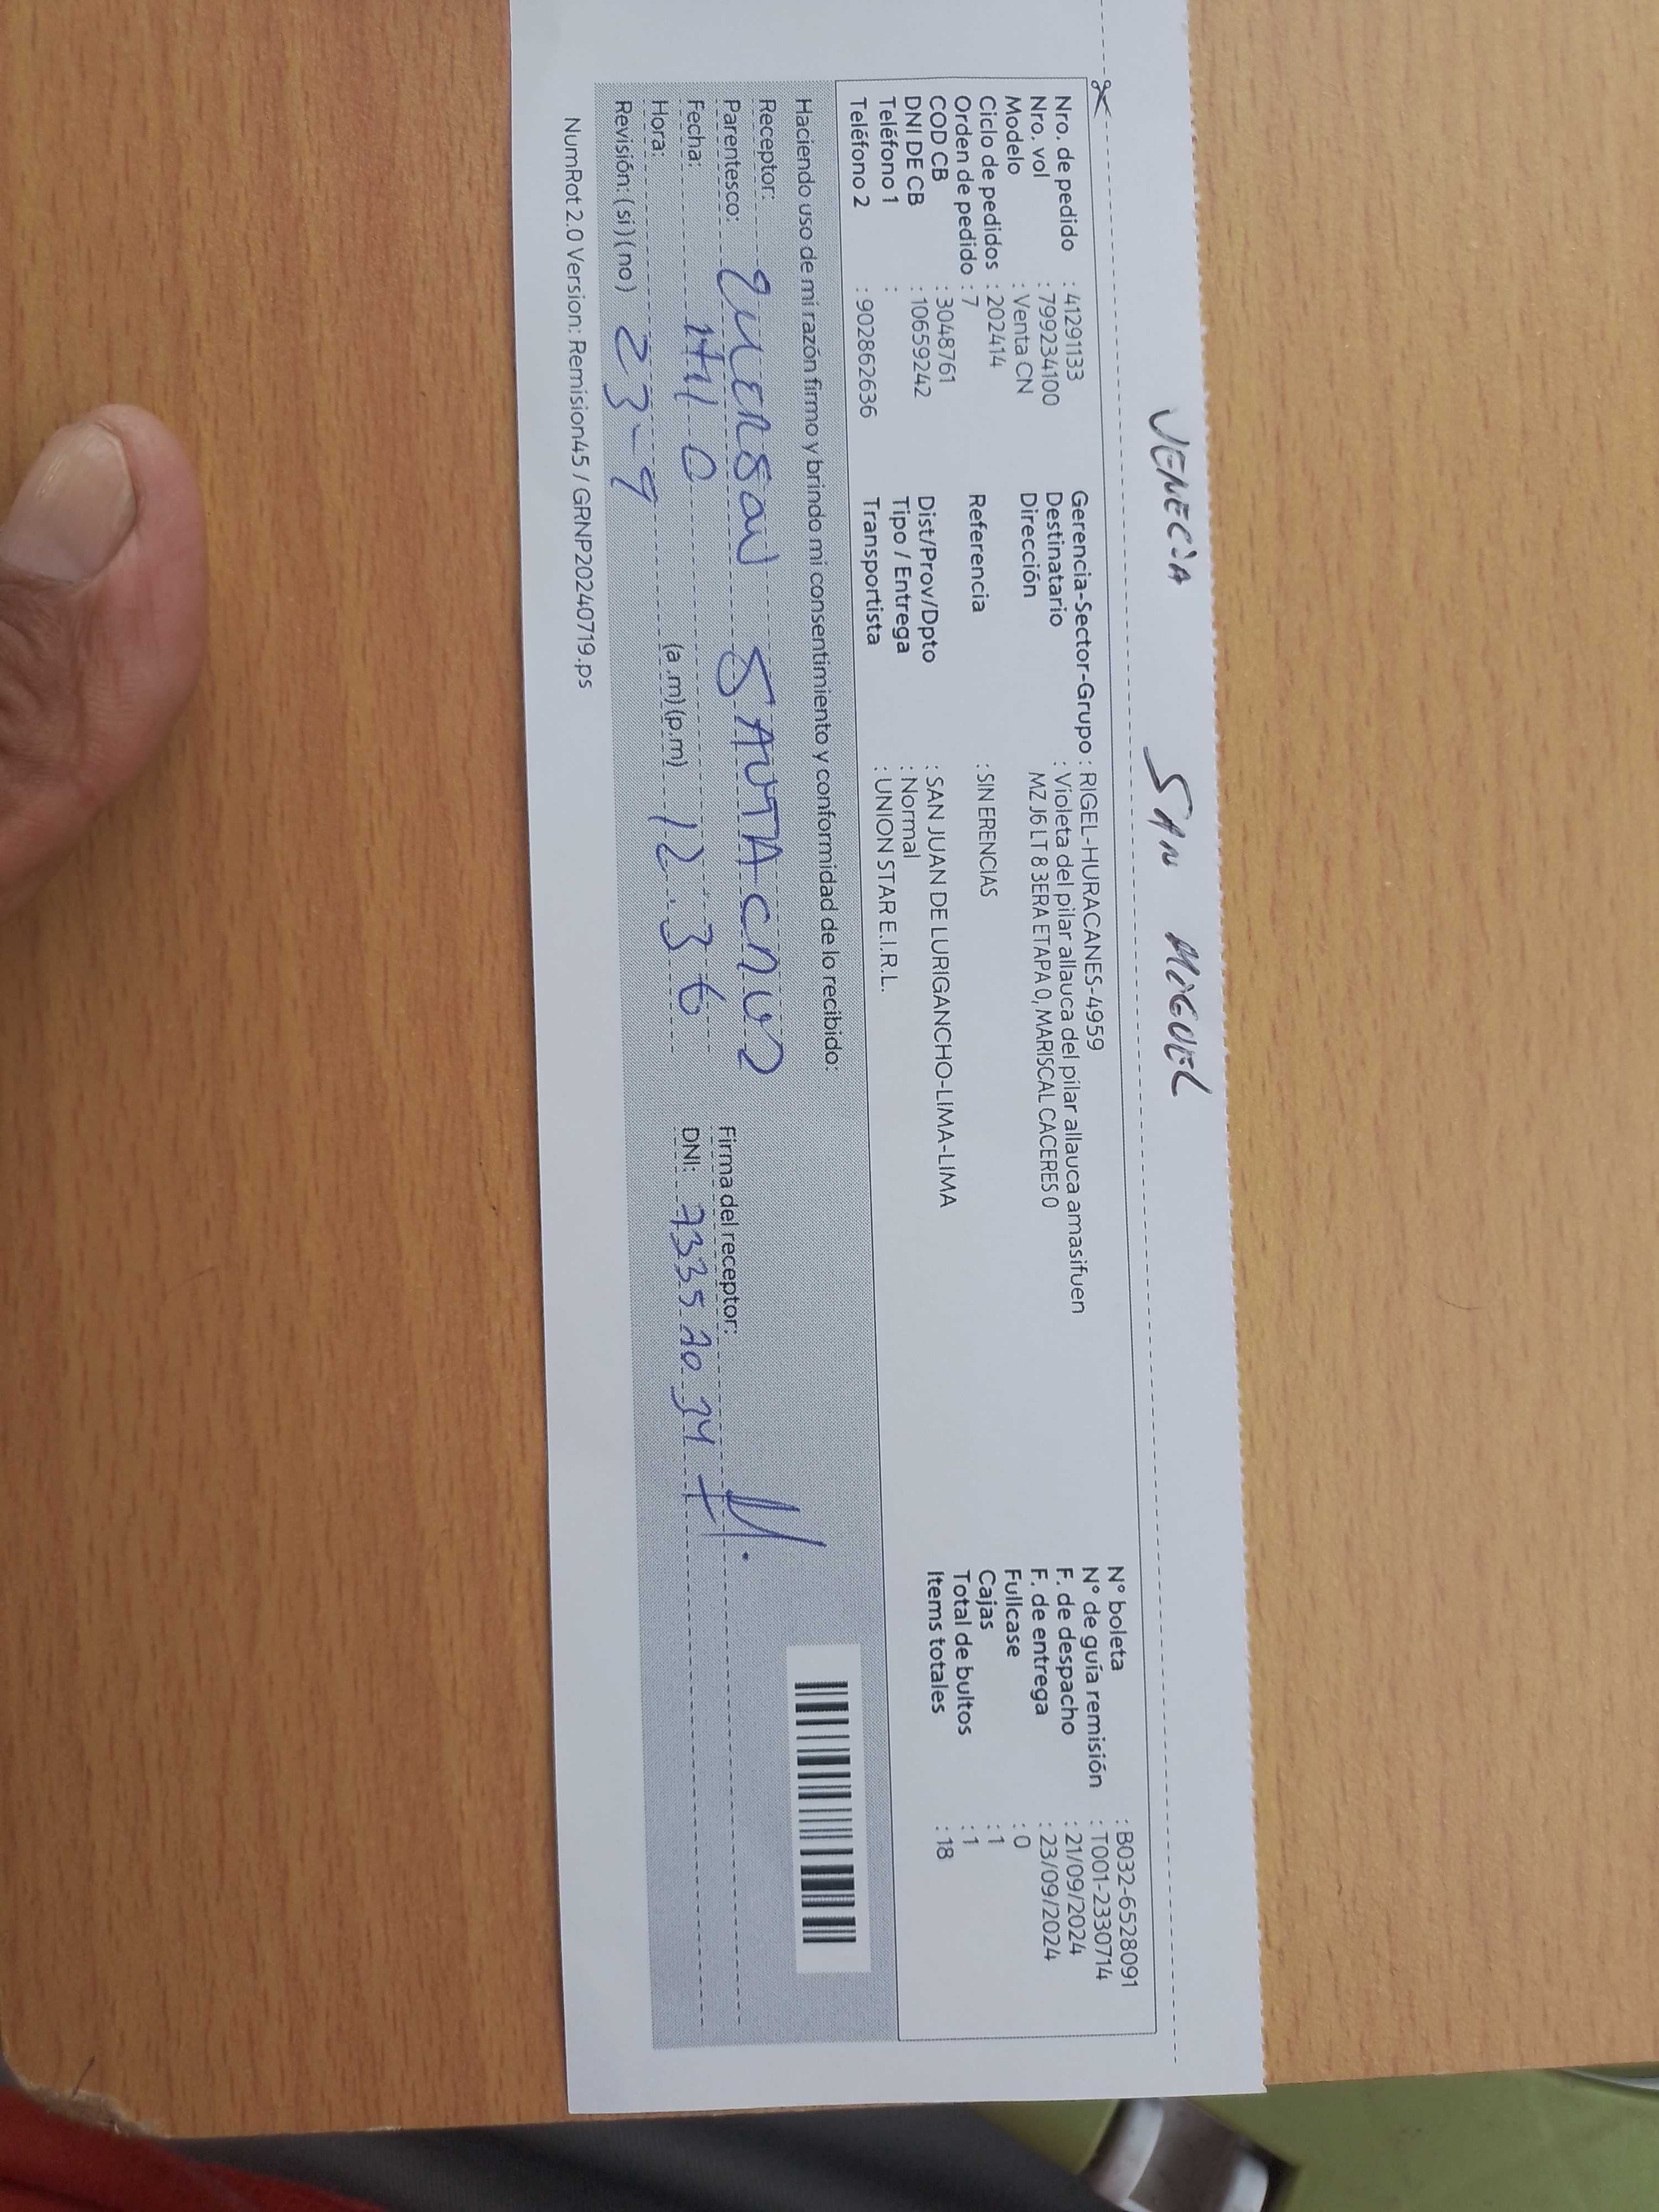 VENECIA SAN MIGUEL
Nro. de pedido : 41291133
Nro. vol : 799234100
Modelo : Venta CN
Ciclo de pedidos : 202414
Orden de pedido : 7
COD CB : 3048761
DNI DE CB : 10659242
Teléfono 1 :
Teléfono 2 : 902862636
Gerencia-Sector-Grupo : RIGEL-HURACANES-4959
Destinatario : Violeta del pilar allauca del pilar allauca amasifuen
Dirección MZ J6 LT 8 3ERA ETAPA 0, MARISCAL CACERES 0
Referencia : SIN ERENCIAS
Dist/Prov/Dpto : SAN JUAN DE LURIGANCHO-LIMA-LIMA
Tipo / Entrega : Normal
Transportista : UNION STAR E.I.R.L.
N° boleta : B032-6528091
N° de guía remisión : T001-2330714
F. de despacho : 21/09/2024
F. de entrega : 23/09/2024
Fullcase : 0
Cajas : 1
Total de bultos : 1
Items totales : 18
Haciendo uso de mi razón firmo y brindo mi consentimiento y conformidad de lo recibido:
Receptor:
Parentesco:
Fecha:
Hora: (a.m) (p.m) 12.36
Revisión: (si) (no) 23-9
Firma del receptor:
DNI:
NumRot 2.0 Version: Remision45 / GRNP20240719.ps